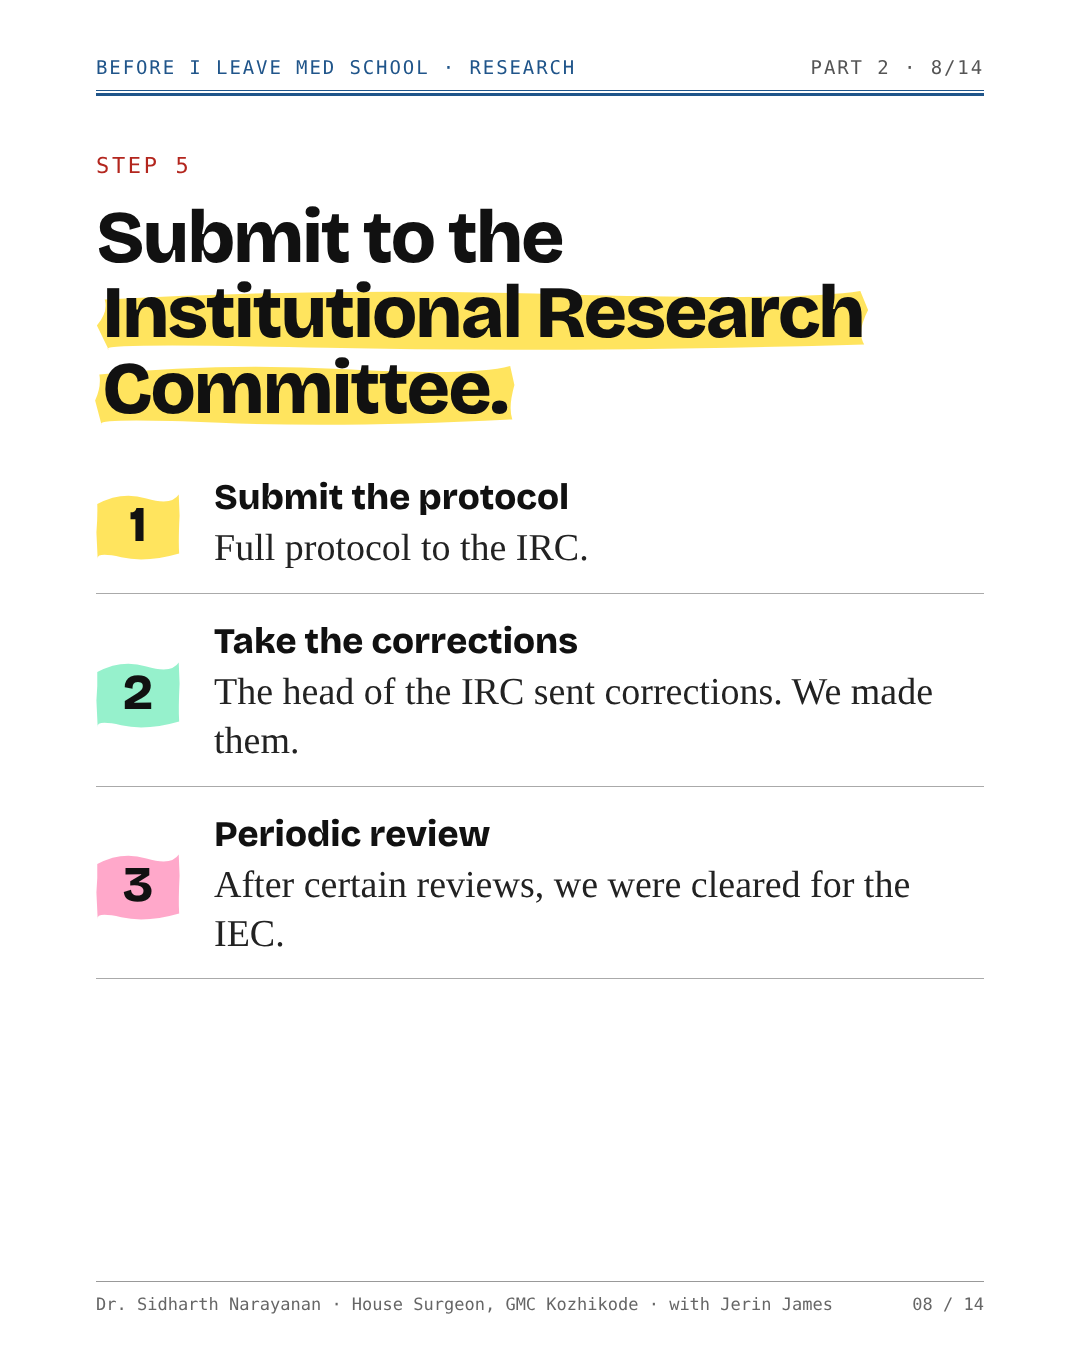 BEFORE I LEAVE MED SCHOOL · RESEARCH
PART 2 · 8/14
STEP 5
Submit to the
Institutional Research
Committee.
1
Submit the protocol
Full protocol to the IRC.
2
Take the corrections
The head of the IRC sent corrections. We made
them.
3
Periodic review
After certain reviews, we were cleared for the
IEC.
Dr. Sidharth Narayanan · House Surgeon, GMC Kozhikode · with Jerin James
08 / 14